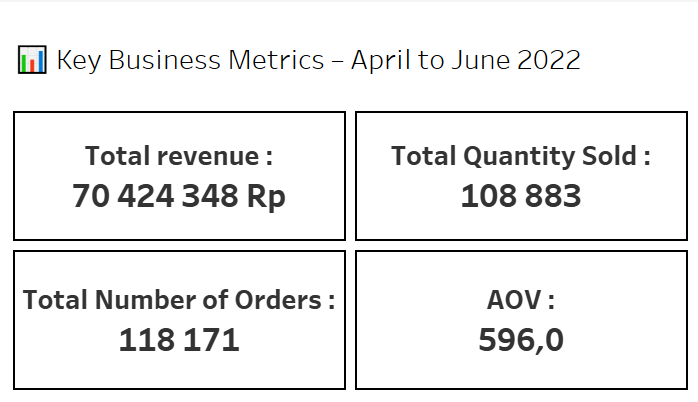 📊 Key Business Metrics – April to June 2022
Total revenue :
70 424 348 Rp
Total Quantity Sold :
108 883
Total Number of Orders :
118 171
AOV :
596,0